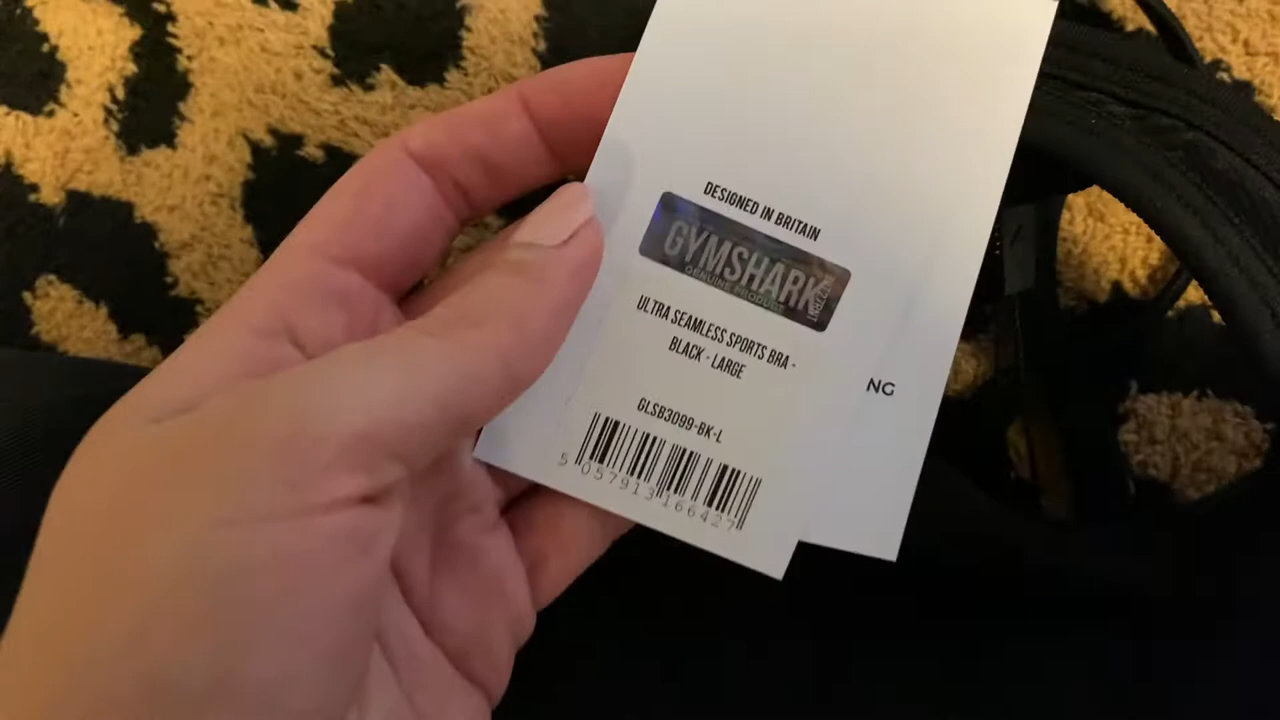 DESIGNED IN BRITAIN
GYMSHARK
GENUINE PRODUCT
ULTRA SEAMLESS SPORTS BRA -
BLACK - LARGE
NG
GLSB3099-BK-L
5 057913 166427